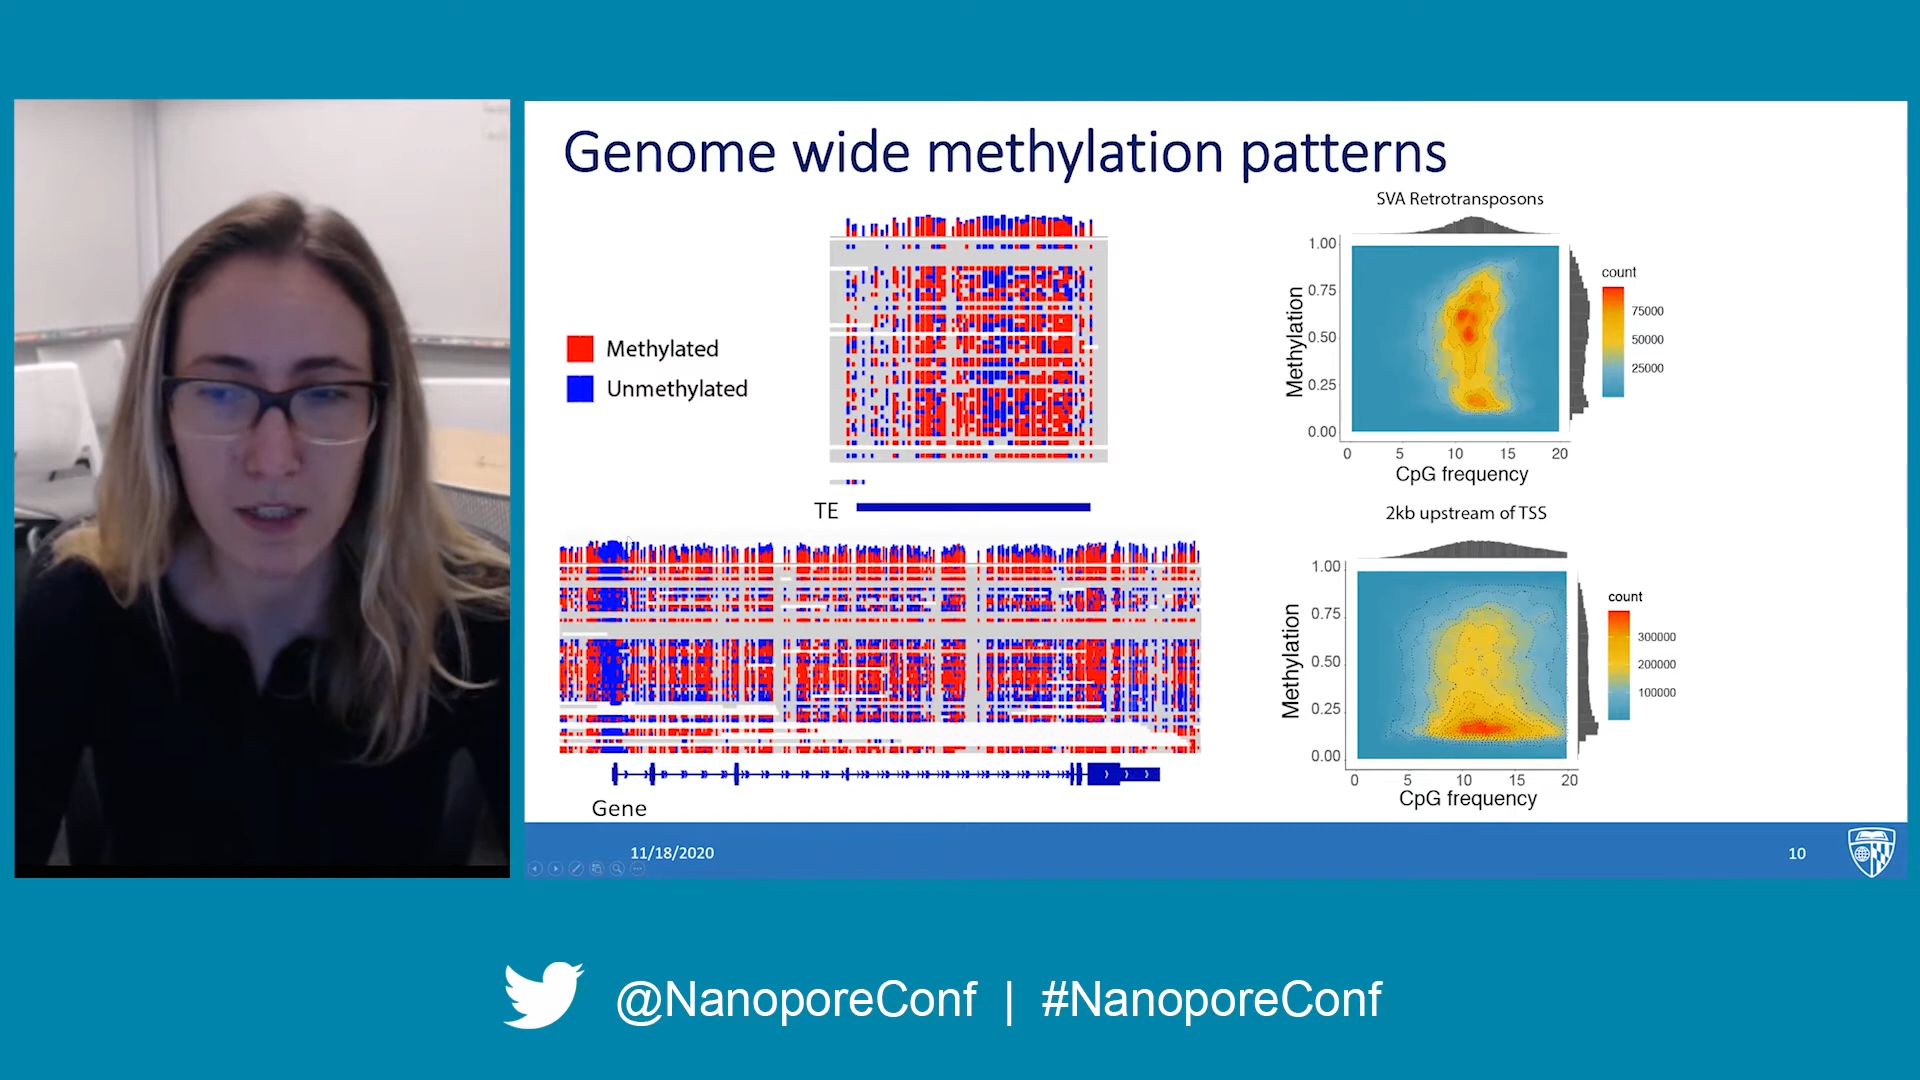 Genome wide methylation patterns
Methylated
Unmethylated
TE
Gene
SVA Retrotransposons
1.00
0.75
0.50
0.25
0.00
Methylation
0
5
10
15
20
CpG frequency
count
75000
50000
25000
2kb upstream of TSS
1.00
0.75
0.50
0.25
0.00
Methylation
0
5
10
15
20
CpG frequency
count
300000
200000
100000
11/18/2020
10
@NanoporeConf | #NanoporeConf